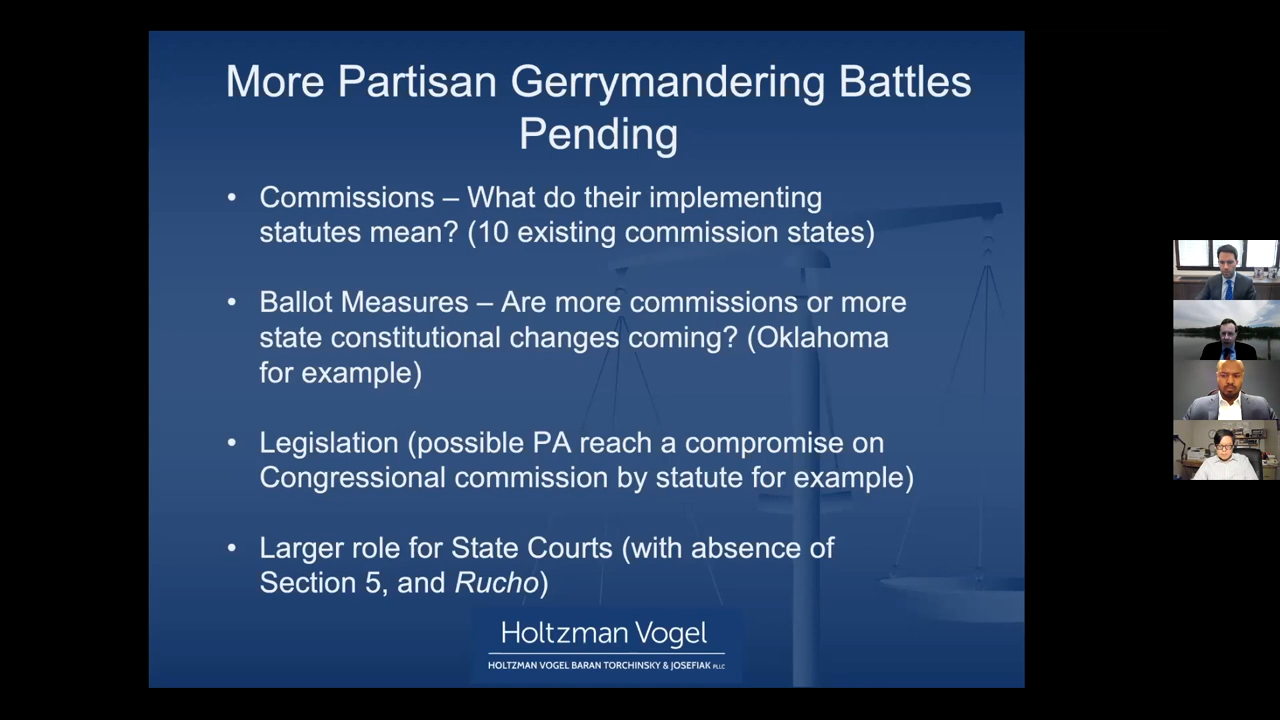 More Partisan Gerrymandering Battles
Pending
• Commissions – What do their implementing
statutes mean? (10 existing commission states)
• Ballot Measures – Are more commissions or more
state constitutional changes coming? (Oklahoma
for example)
• Legislation (possible PA reach a compromise on
Congressional commission by statute for example)
• Larger role for State Courts (with absence of
Section 5, and Rucho)
Holtzman Vogel
HOLTZMAN VOGEL BARAN TORCHINSKY & JOSEFIAK PLLC